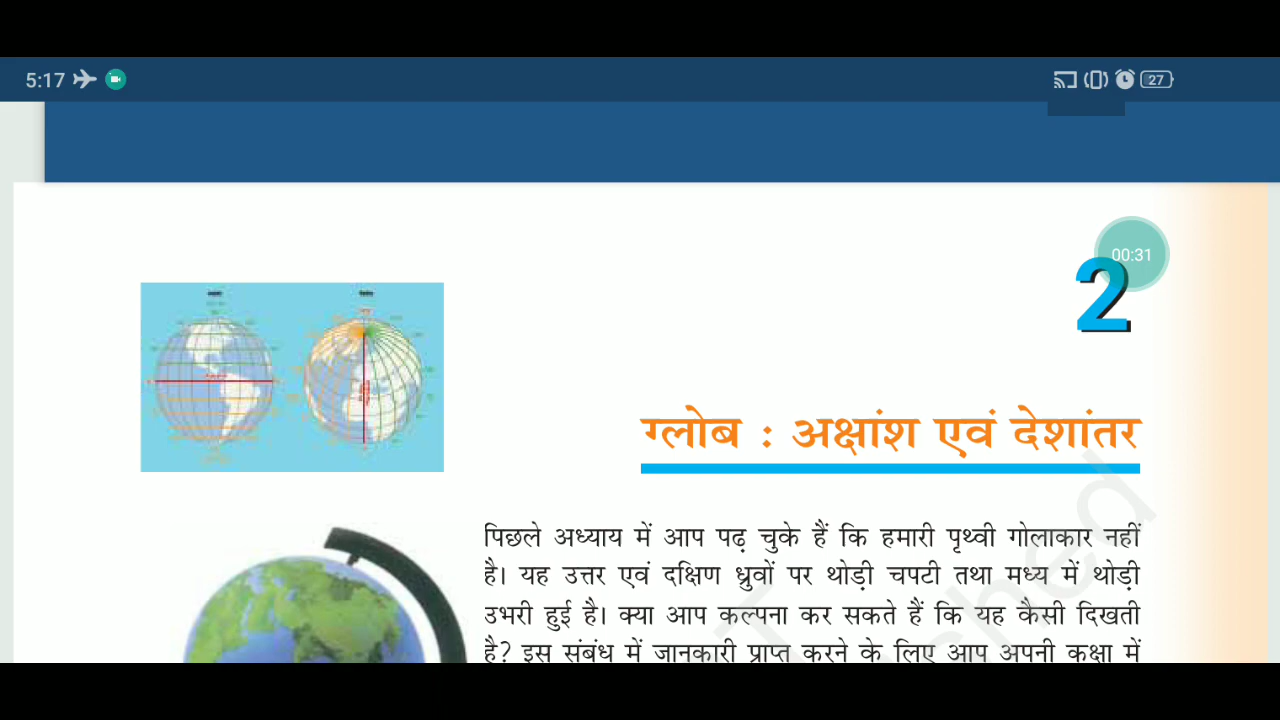 5:17
27
00:31
2
ग्लोब : अक्षांश एवं देशांतर
पिछले अध्याय में आप पढ़ चुके हैं कि हमारी पृथ्वी गोलाकार नहीं
है। यह उत्तर एवं दक्षिण ध्रुवों पर थोड़ी चपटी तथा मध्य में थोड़ी
उभरी हुई है। क्या आप कल्पना कर सकते हैं कि यह कैसी दिखती
है? इस संबंध में जानकारी प्राप्त करने के लिए आप अपनी कक्षा में